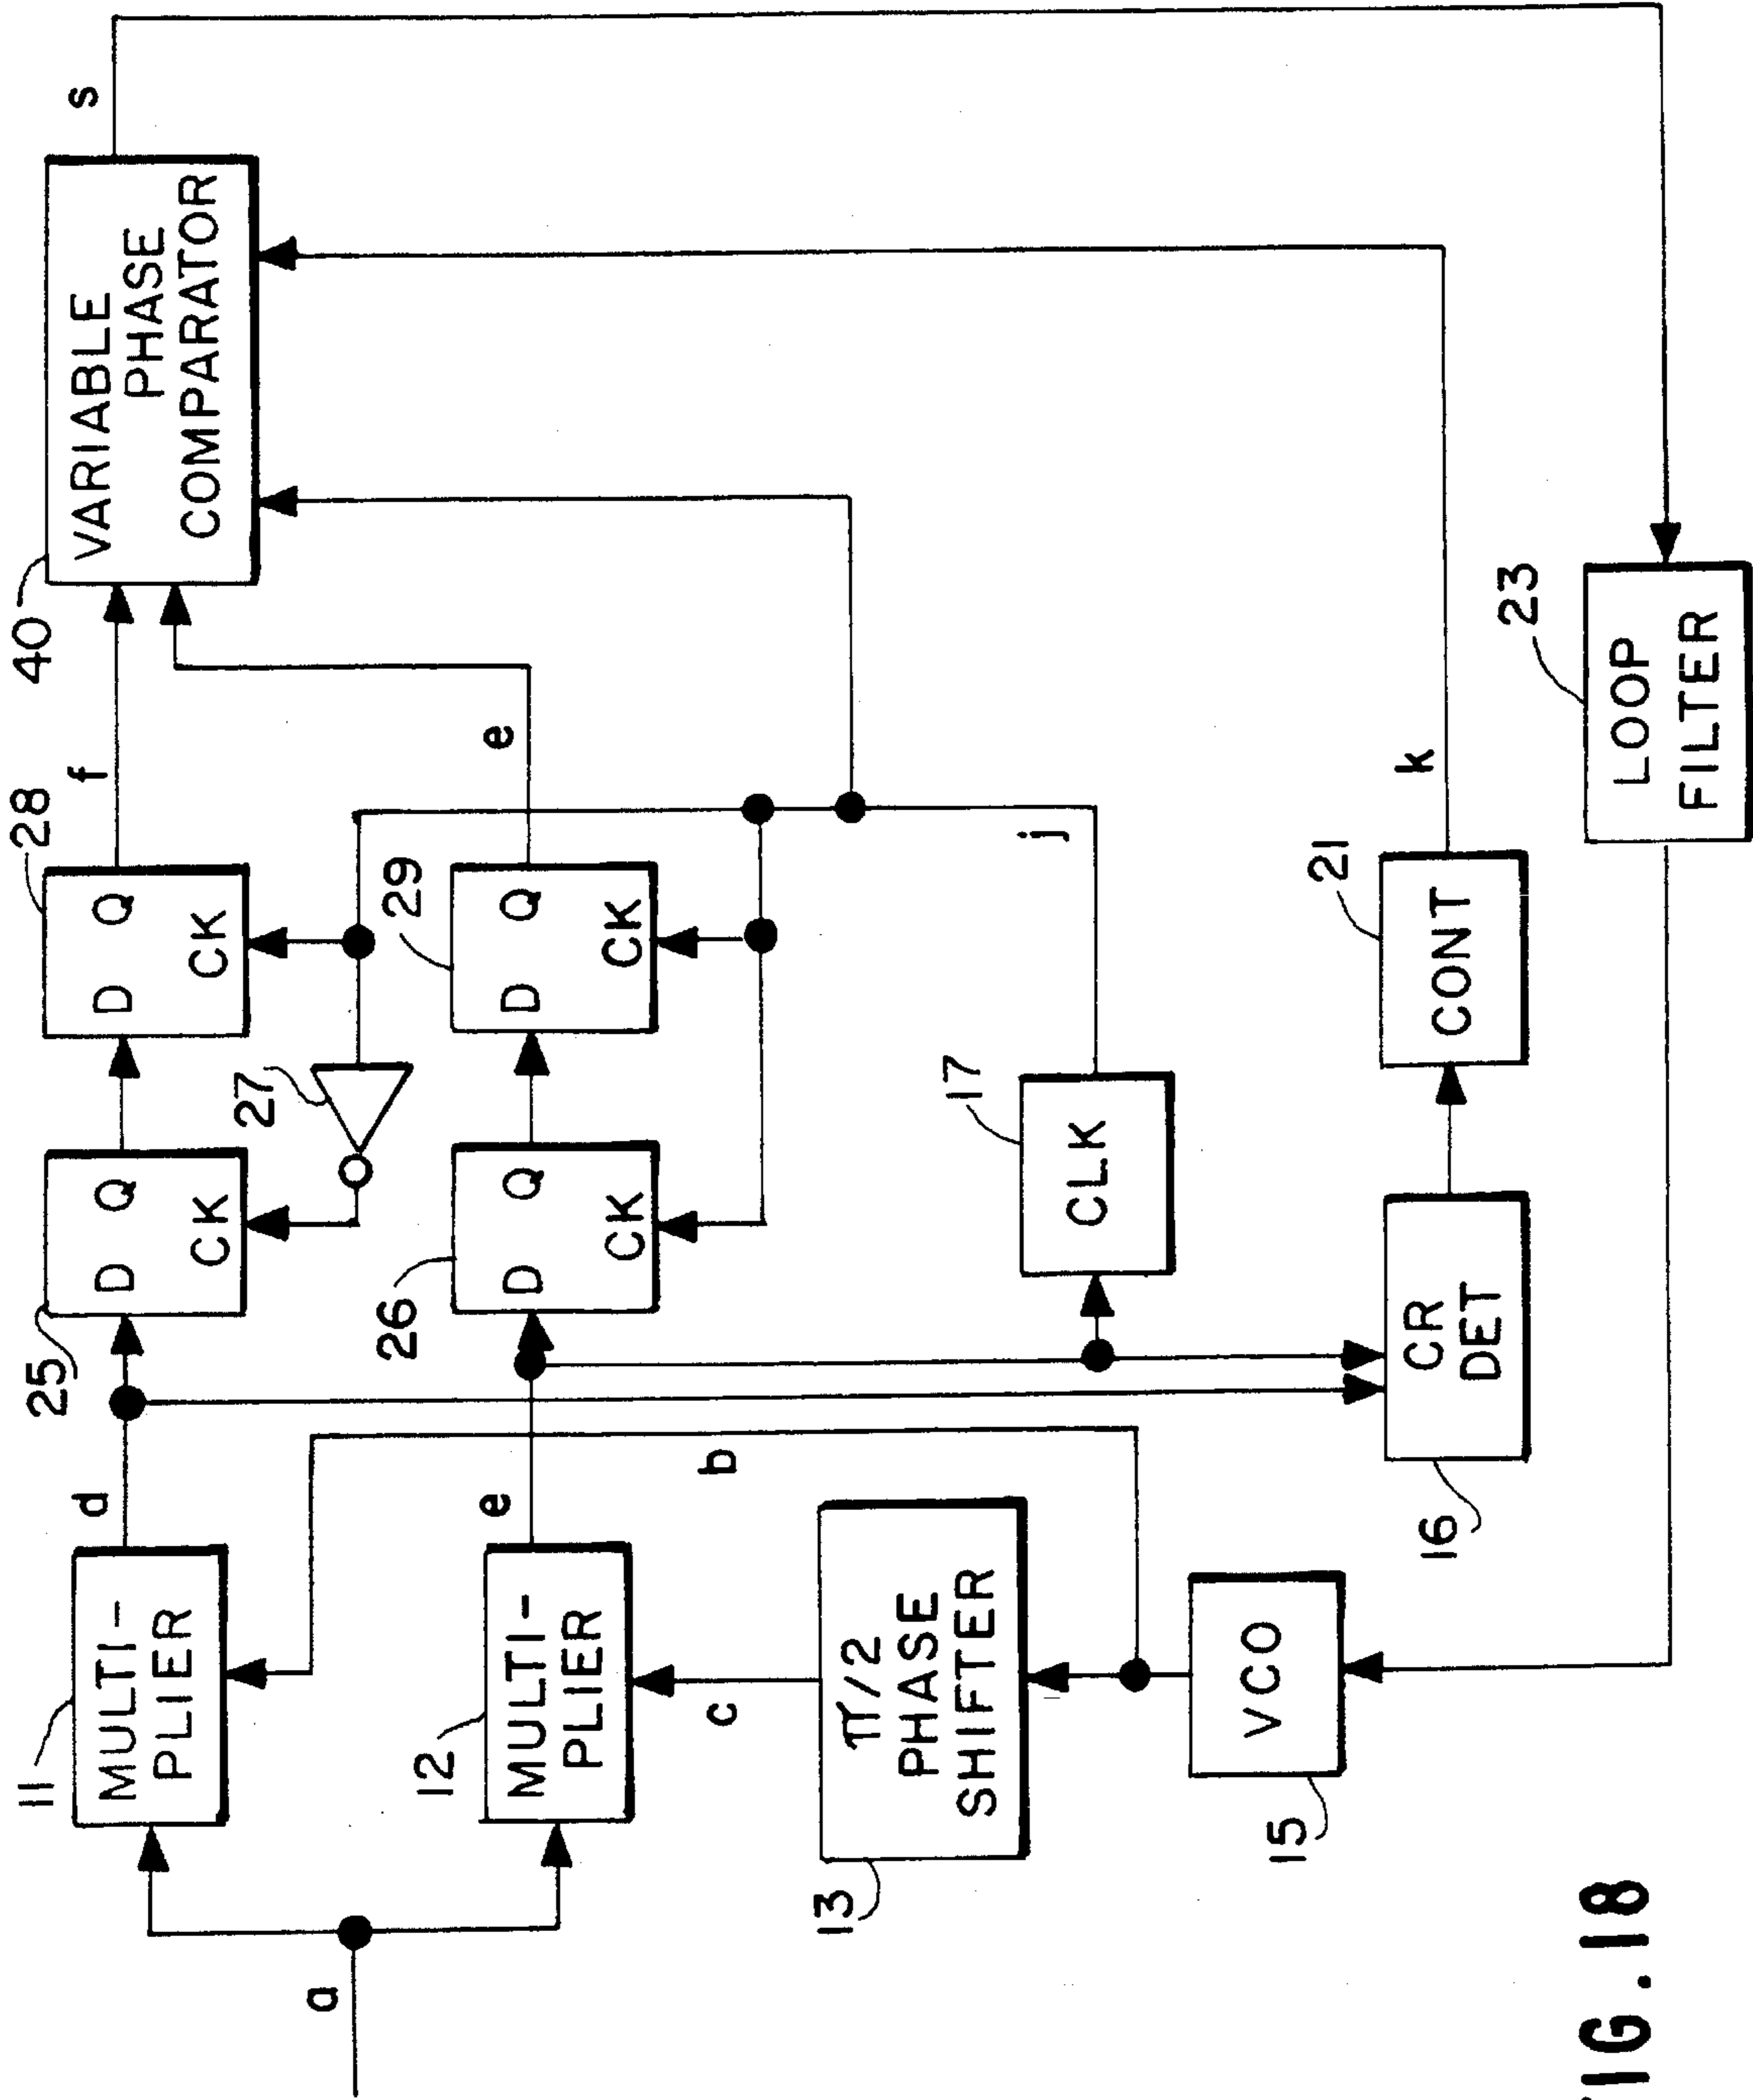 a
11
MULTI-
PLIER
d
25
D Q
CK
28
D Q
CK
f
40
VARIABLE
PHASE
COMPARATOR
s
27
12
MULTI-
PLIER
e
26
D Q
CK
29
D Q
CK
e
c
b
13
π/2
PHASE
SHIFTER
17
CLK
j
15
VCO
16
CR
DET
21
CONT
k
23
LOOP
FILTER
FIG.18